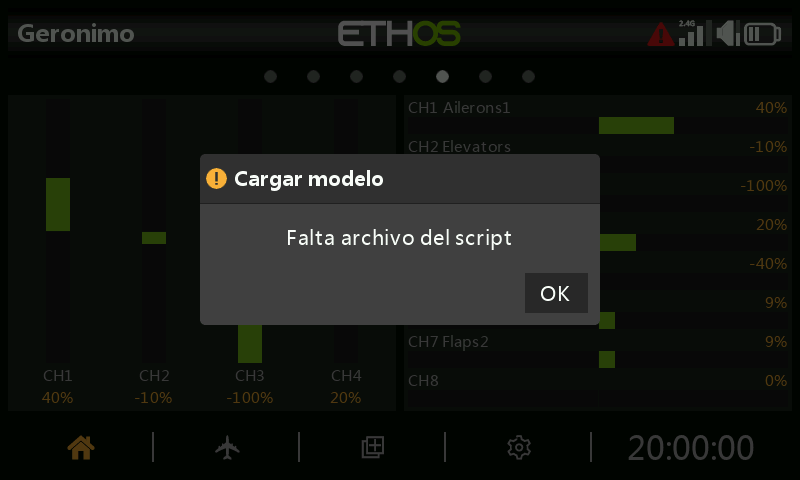 Geronimo
ETHOS
2.4G
CH1 Ailerons1
40%
CH2 Elevators
-10%
-100%
20%
-40%
9%
CH7 Flaps2
9%
CH8
0%
Cargar modelo
Falta archivo del script
OK
CH1
CH2
CH3
CH4
40%
-10%
-100%
20%
20:00:00